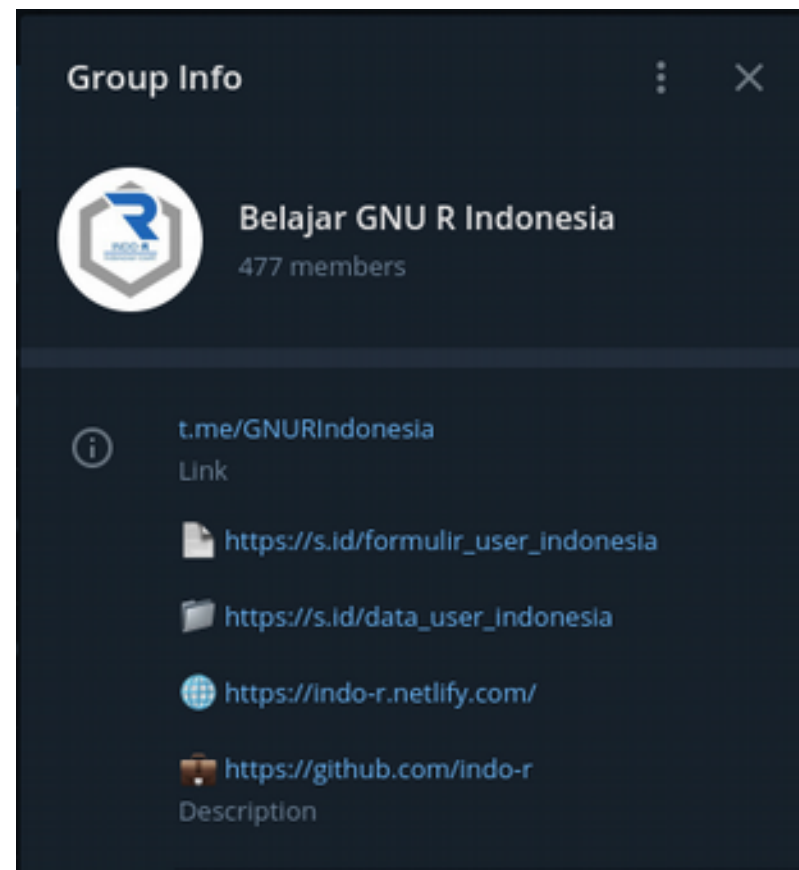 Group Info
Belajar GNU R Indonesia
477 members
t.me/GNURIndonesia
Link
https://s.id/formulir_user_indonesia
https://s.id/data_user_indonesia
https://indo-r.netlify.com/
https://github.com/indo-r
Description